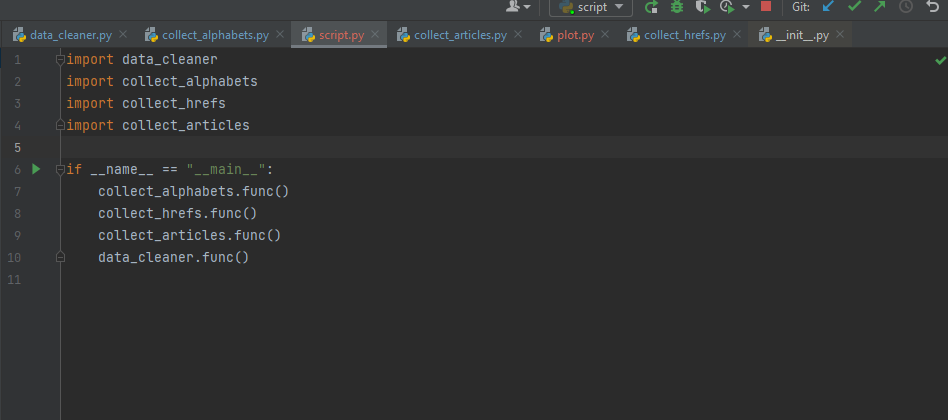 script
Git:
data_cleaner.py
collect_alphabets.py
script.py
collect_articles.py
plot.py
collect_hrefs.py
__init__.py
1 import data_cleaner
2 import collect_alphabets
3 import collect_hrefs
4 import collect_articles
5
6 if __name__ == "__main__":
7 collect_alphabets.func()
8 collect_hrefs.func()
9 collect_articles.func()
10 data_cleaner.func()
11